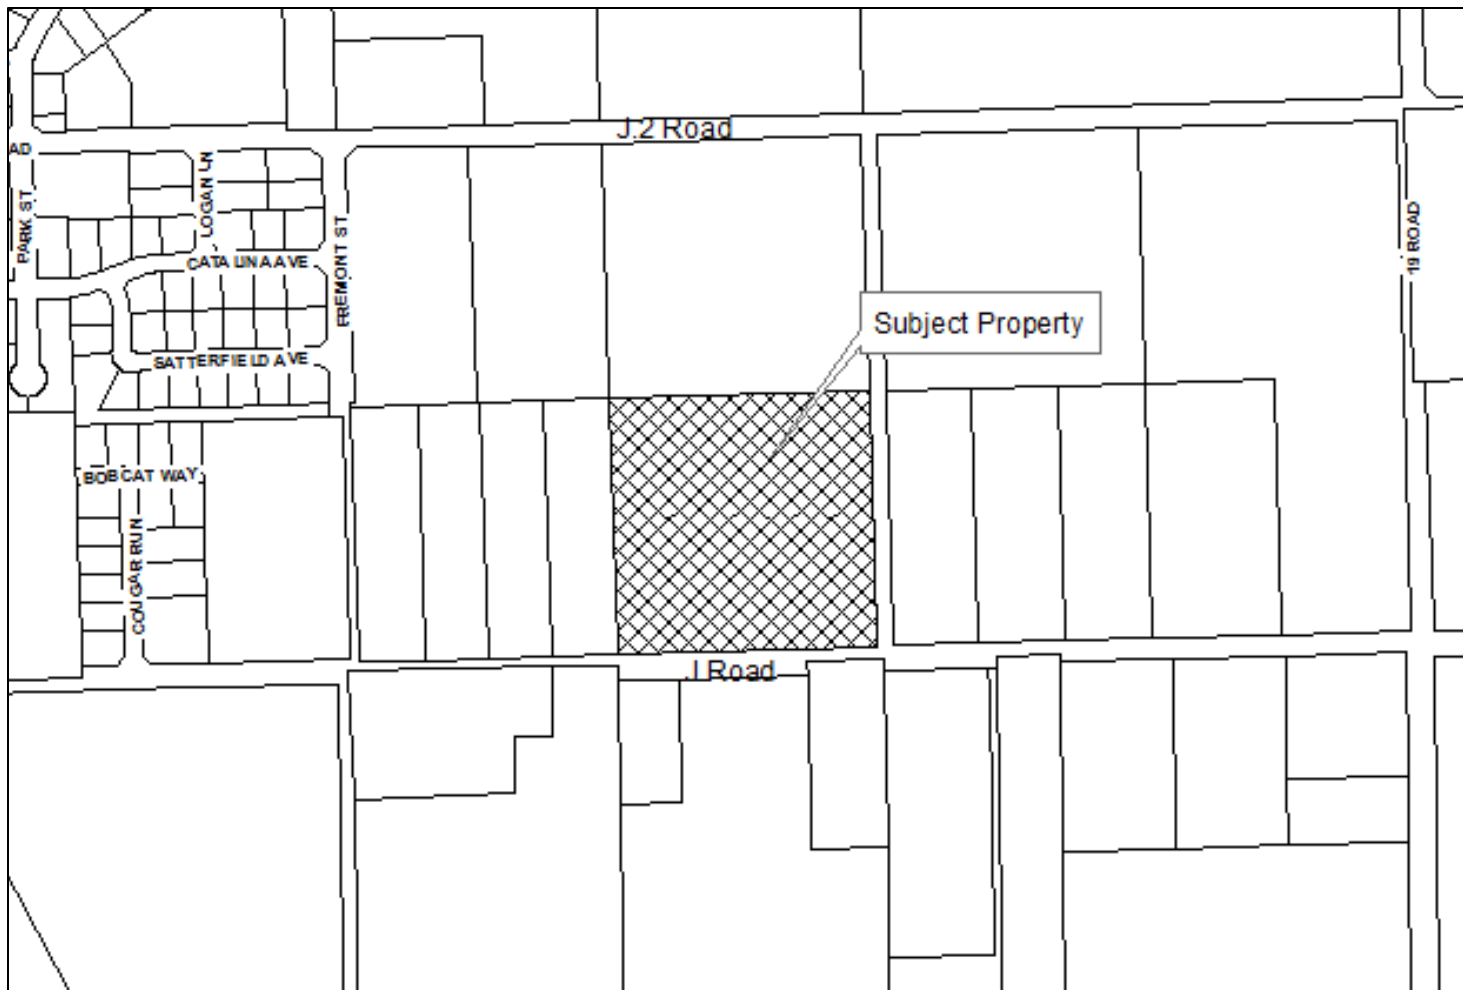 J.2 Road
AD
LOGAN LN
PARK ST
19 ROAD
FREMONT ST
CATALINA AVE
Subject Property
SATTERFIELD AVE
BOBCAT WAY
COUGAR RUN
J Road